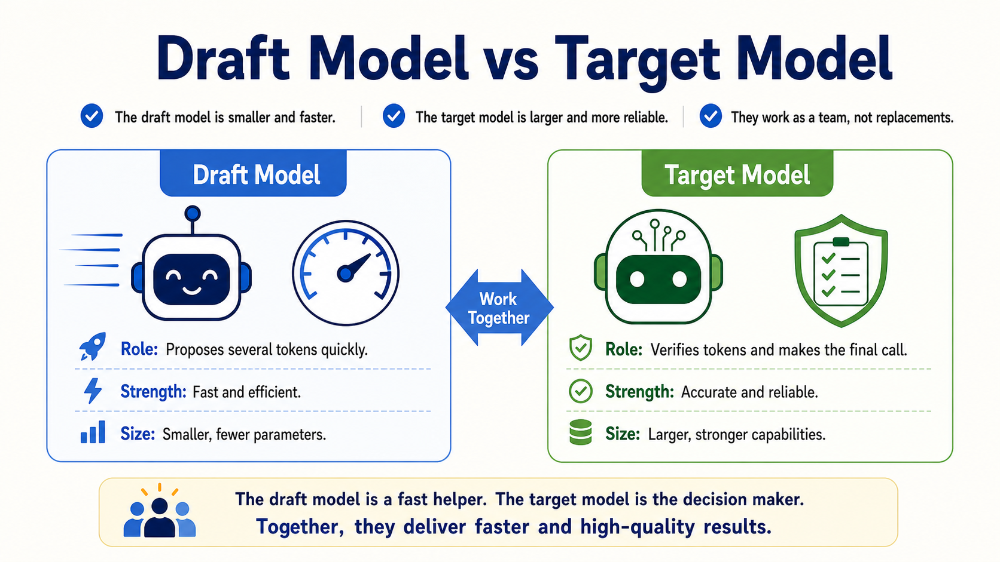 Draft Model vs Target Model
The draft model is smaller and faster.
The target model is larger and more reliable.
They work as a team, not replacements.
Draft Model
Role: Proposes several tokens quickly.
Strength: Fast and efficient.
Size: Smaller, fewer parameters.
Work
Together
Target Model
Role: Verifies tokens and makes the final call.
Strength: Accurate and reliable.
Size: Larger, stronger capabilities.
The draft model is a fast helper. The target model is the decision maker.
Together, they deliver faster and high-quality results.